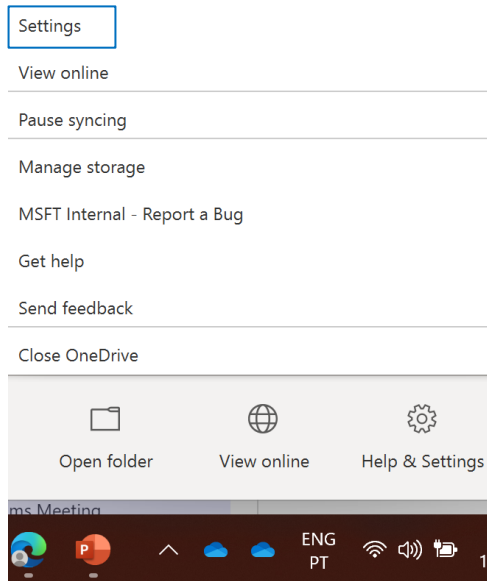 Settings
View online
Pause syncing
Manage storage
MSFT Internal - Report a Bug
Get help
Send feedback
Close OneDrive
Open folder View online Help & Settings
ms Meeting
P
ENG
PT
1